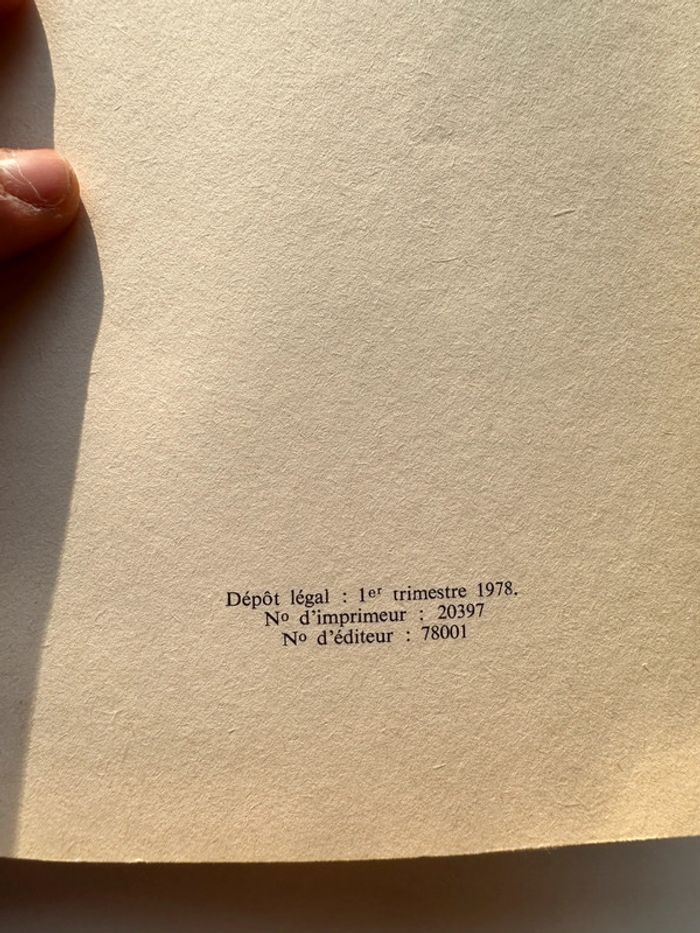 Dépôt légal : 1er trimestre 1978.
No d'imprimeur : 20397
No d'éditeur : 78001